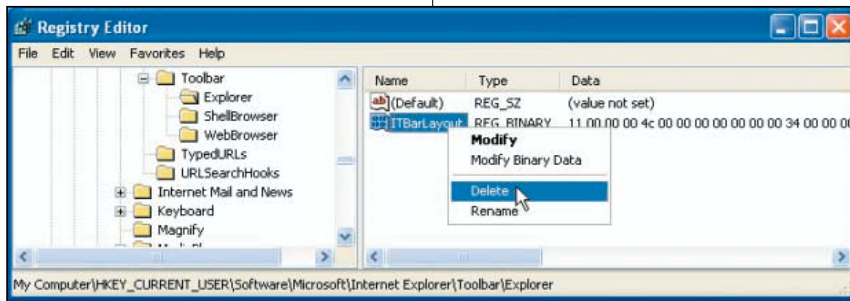 Registry Editor
File Edit View Favorites Help
Toolbar
Explorer
ShellBrowser
WebBrowser
TypedURLs
URLSearchHooks
Internet Mail and News
Keyboard
Magnify
Name Type Data
(Default) REG_SZ (value not set)
ITBarLayout REG_BINARY 11 00 00 00 4c 00 00 00 00 00 00 00 34 00 00 00
Modify
Modify Binary Data
Delete
Rename
My Computer\HKEY_CURRENT_USER\Software\Microsoft\Internet Explorer\Toolbar\Explorer